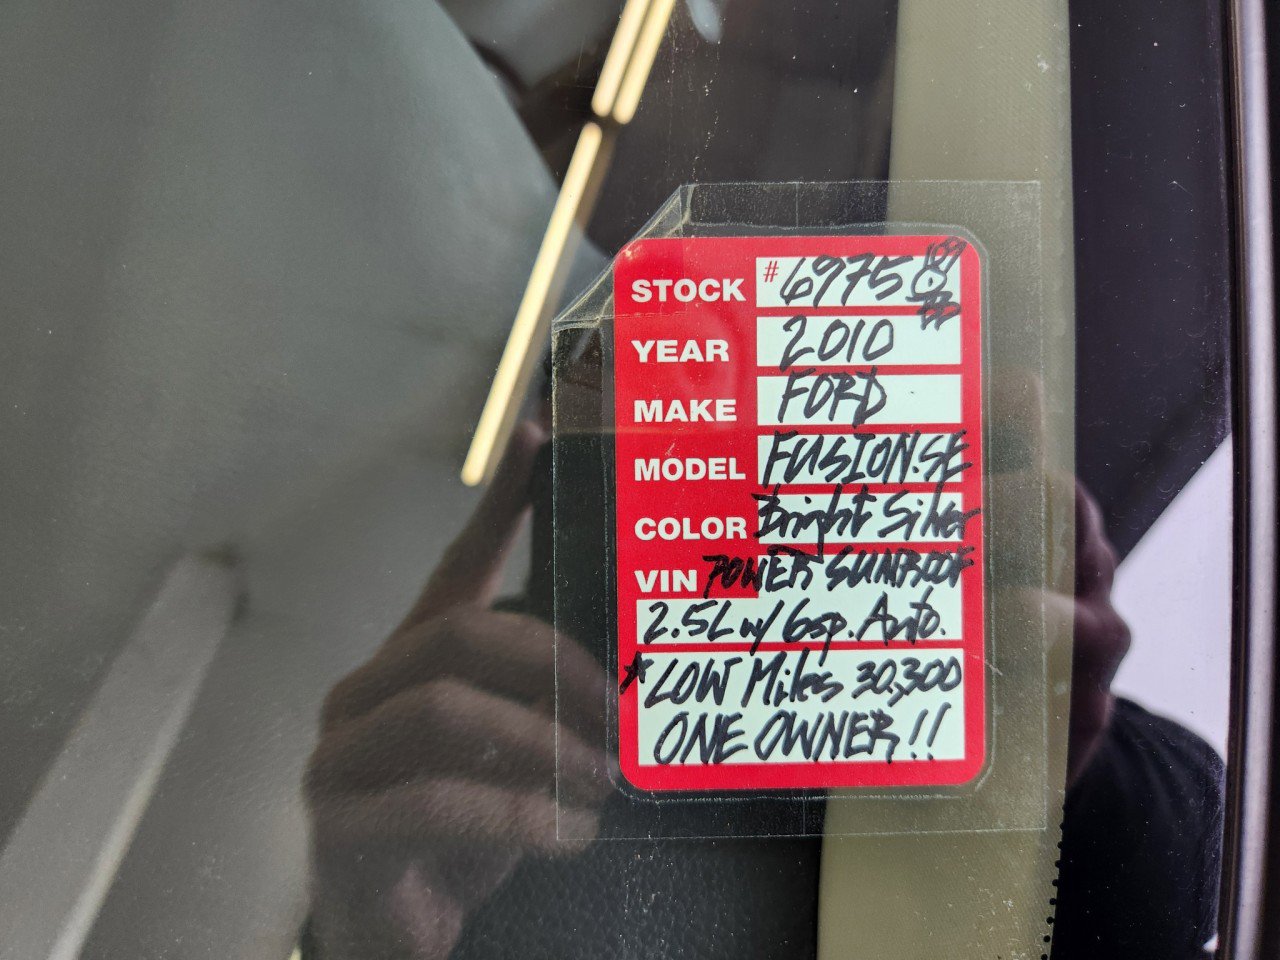 STOCK #6975
YEAR 2010
MAKE FORD
MODEL FUSION.SE
COLOR Bright Silver
VIN POWER SUNROOF
2.5L w/ 6sp. Auto.
*LOW Miles 30,300
ONE OWNER!!